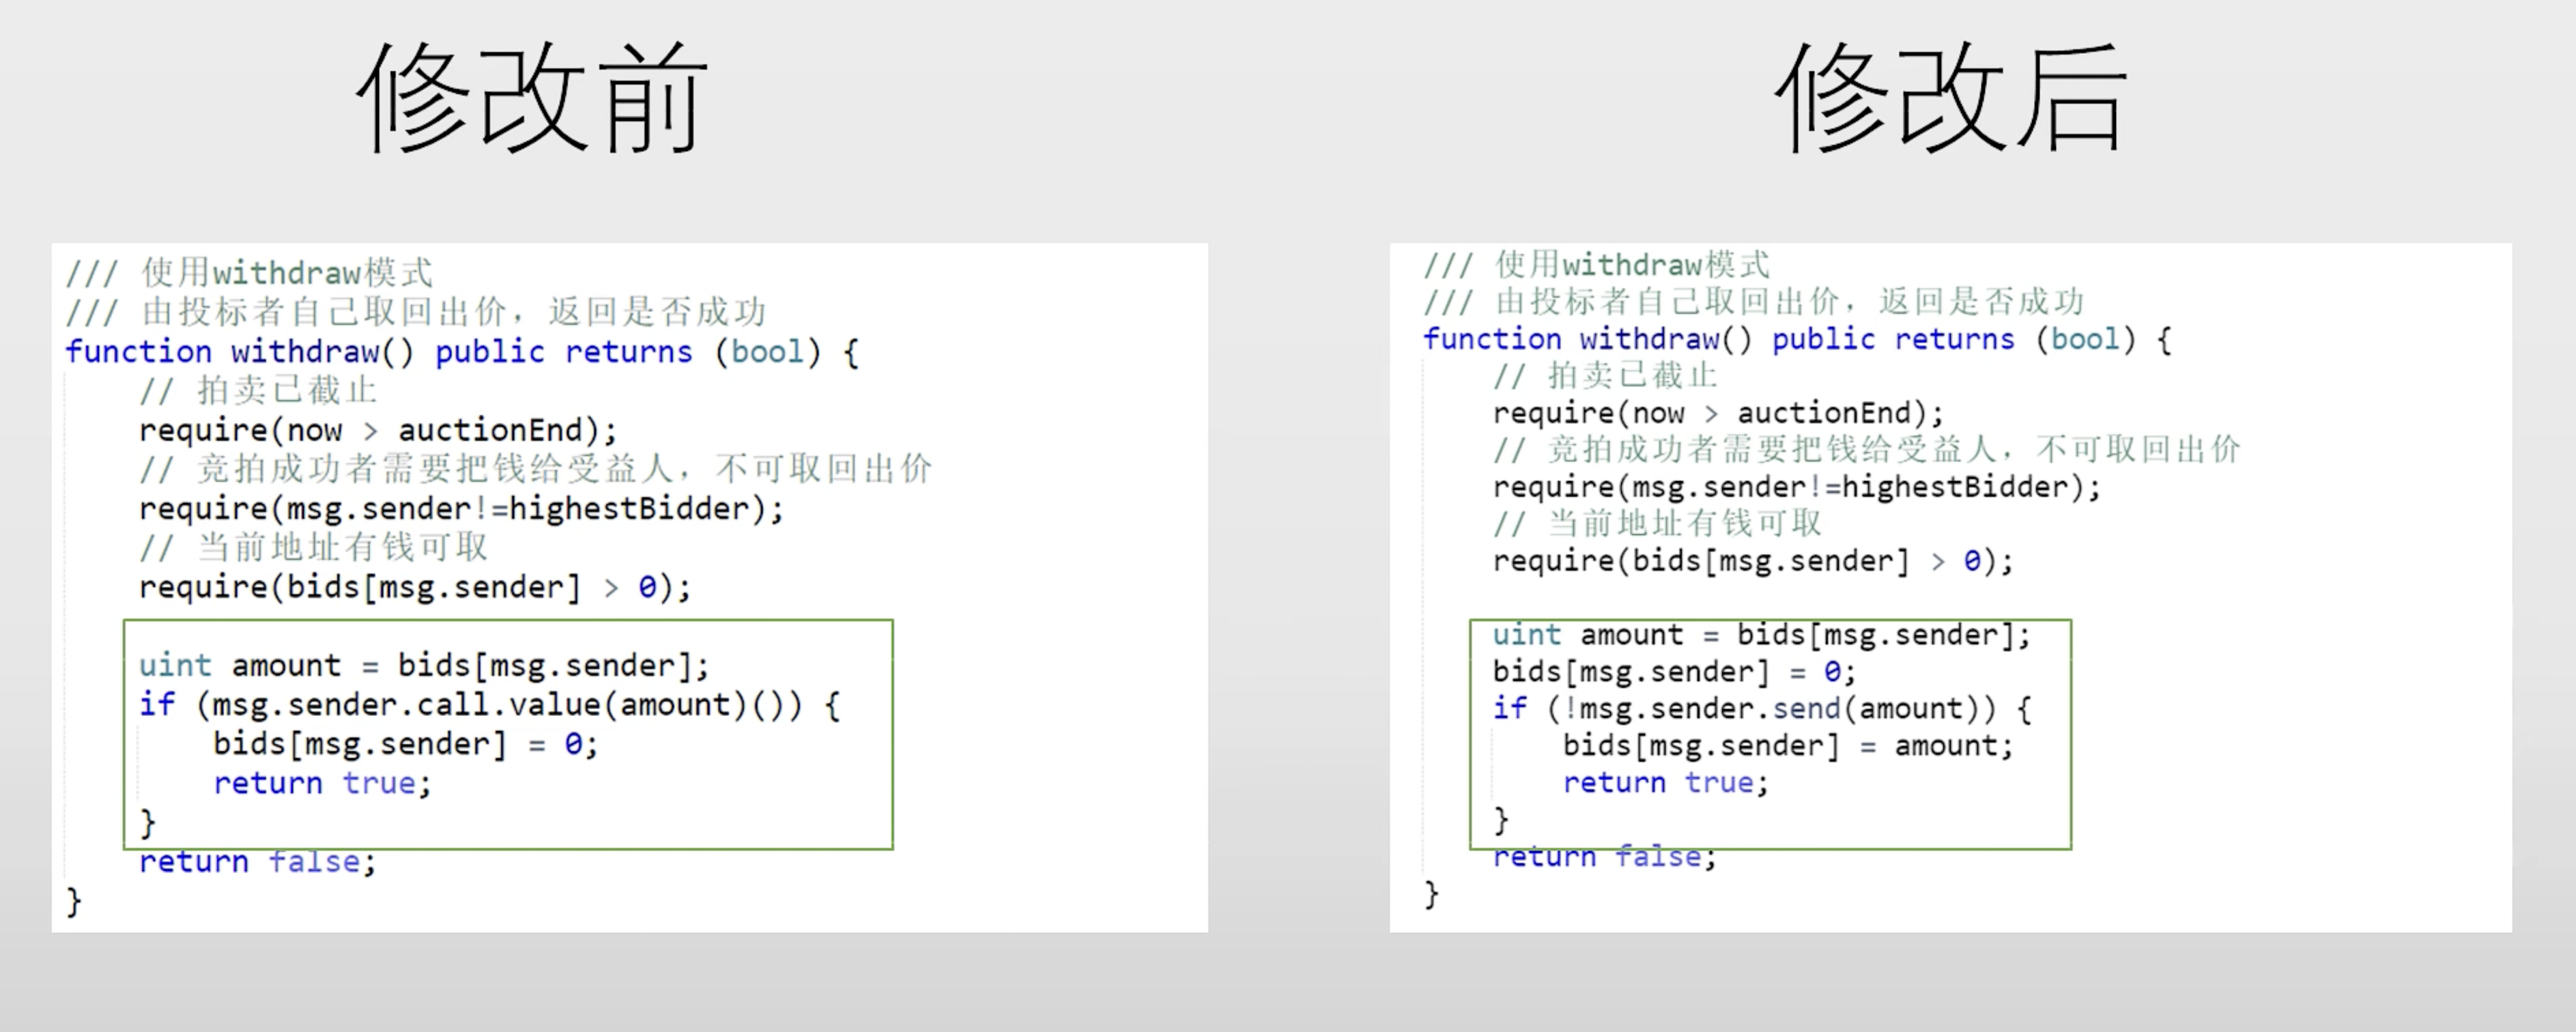 修改前
/// 使用withdraw模式
/// 由投标者自己取回出价，返回是否成功
function withdraw() public returns (bool) {
// 拍卖已截止
require(now > auctionEnd);
// 竞拍成功者需要把钱给受益人，不可取回出价
require(msg.sender!=highestBidder);
// 当前地址有钱可取
require(bids[msg.sender] > 0);
uint amount = bids[msg.sender];
if (msg.sender.call.value(amount)()) {
bids[msg.sender] = 0;
return true;
}
return false;
}
修改后
/// 使用withdraw模式
/// 由投标者自己取回出价，返回是否成功
function withdraw() public returns (bool) {
// 拍卖已截止
require(now > auctionEnd);
// 竞拍成功者需要把钱给受益人，不可取回出价
require(msg.sender!=highestBidder);
// 当前地址有钱可取
require(bids[msg.sender] > 0);
uint amount = bids[msg.sender];
bids[msg.sender] = 0;
if (!msg.sender.send(amount)) {
bids[msg.sender] = amount;
return true;
}
return false;
}